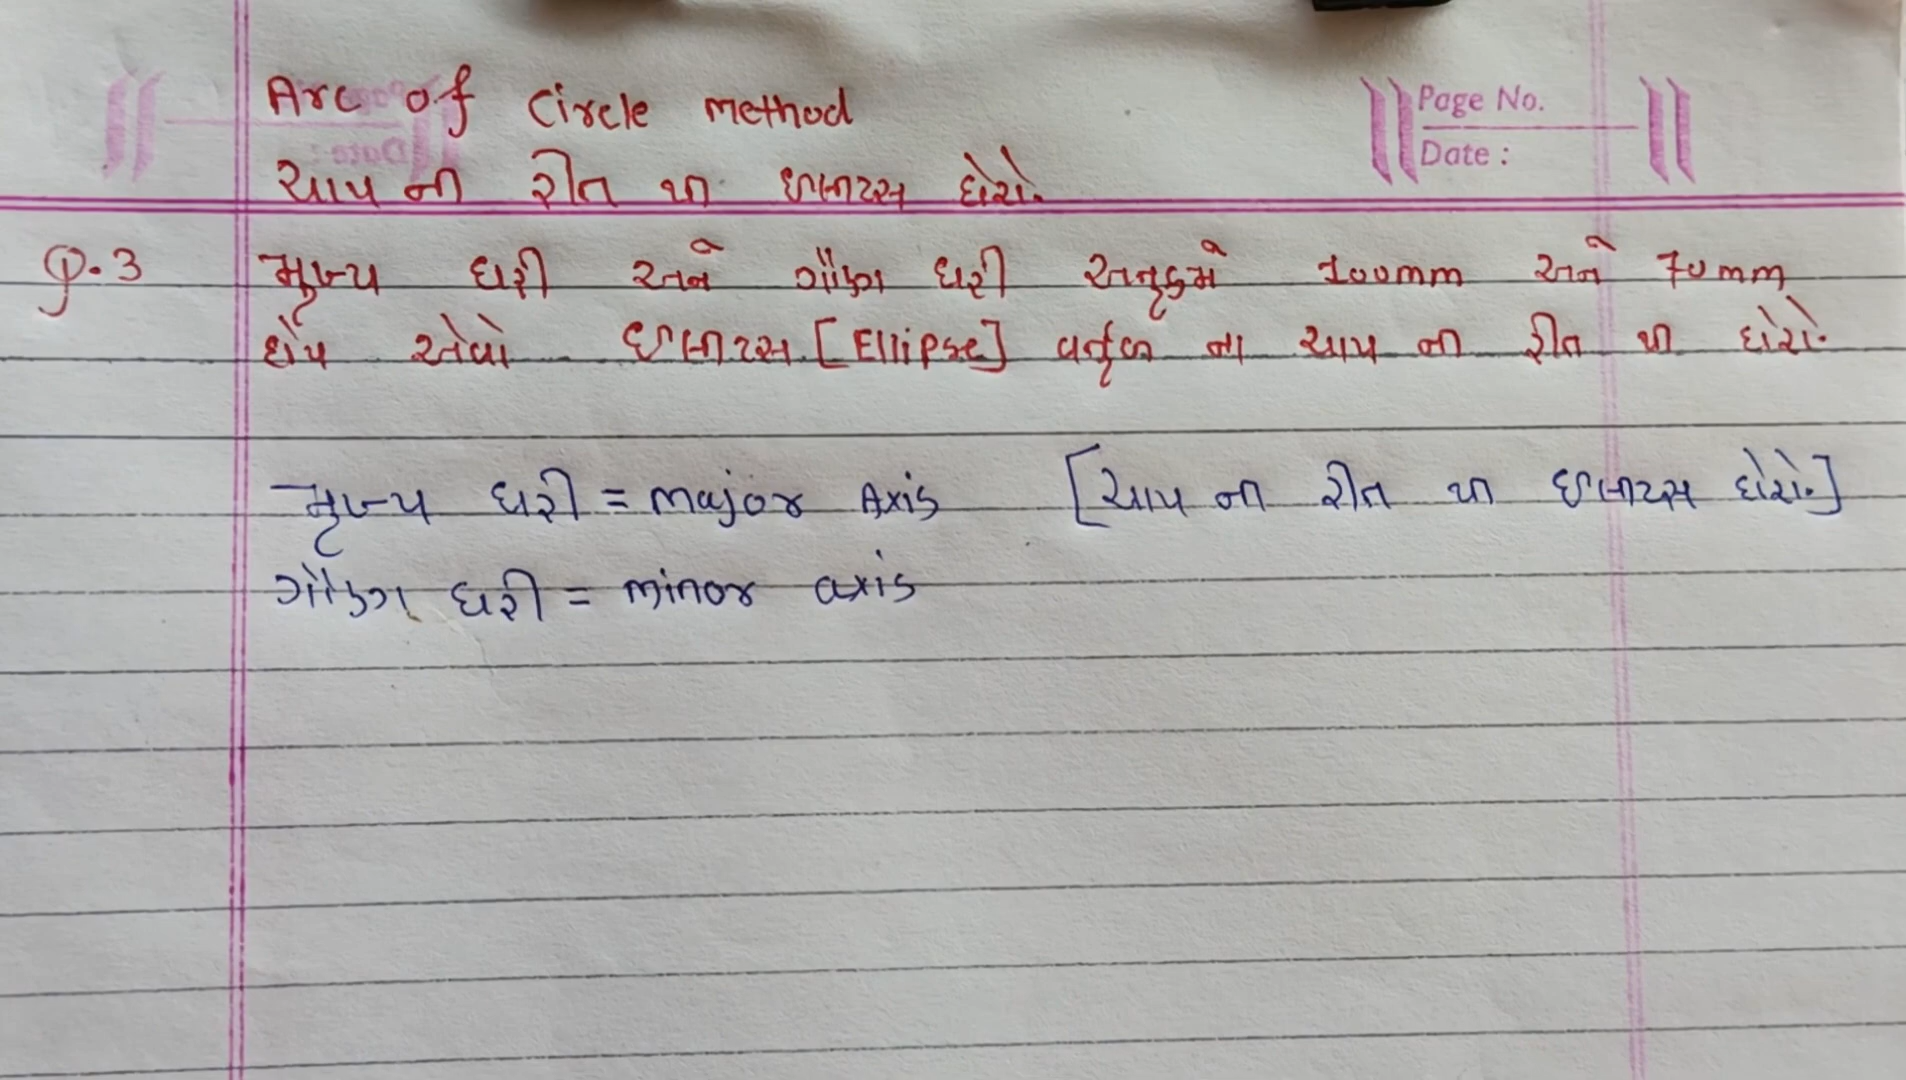 Arc of Circle method
ચાપ ની રીત થી ઇલીપ્સ દોરો.
Page No.
Date :
Q.3 મુખ્ય ધરી અને ગૌણ ધરી અનુક્રમે 100mm અને 70mm
હોય એવો ઇલીપ્સ [Ellipse] વર્તુળ ના ચાપ ની રીત થી દોરો.
મુખ્ય ધરી = major Axis [ચાપ ની રીત થી ઇલીપ્સ દોરો.]
ગૌણ ધરી = minor axis